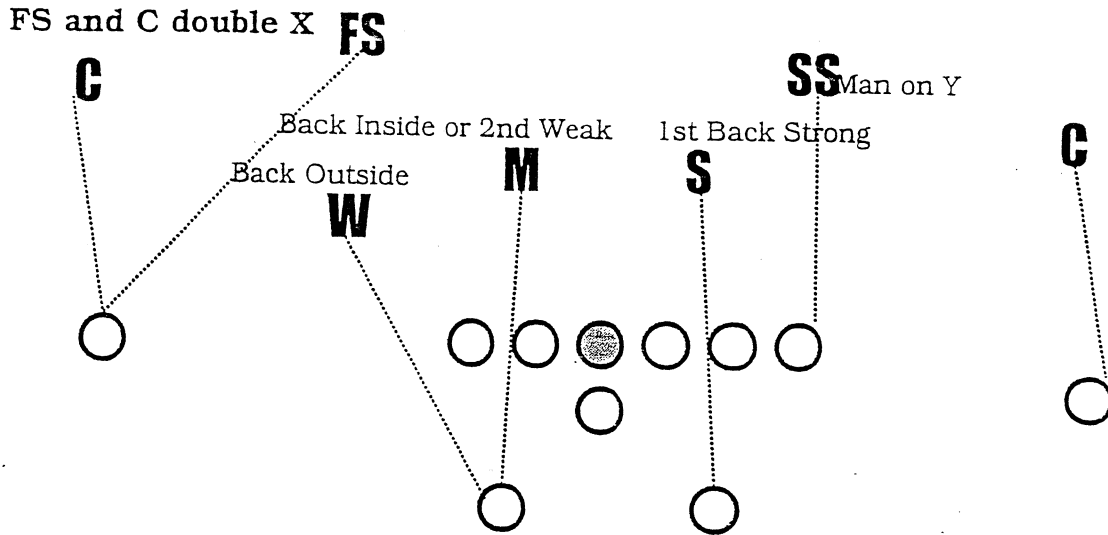 FS and C double X
FS
C
SS Man on Y
Back Inside or 2nd Weak
1st Back Strong
C
Back Outside
M
S
W